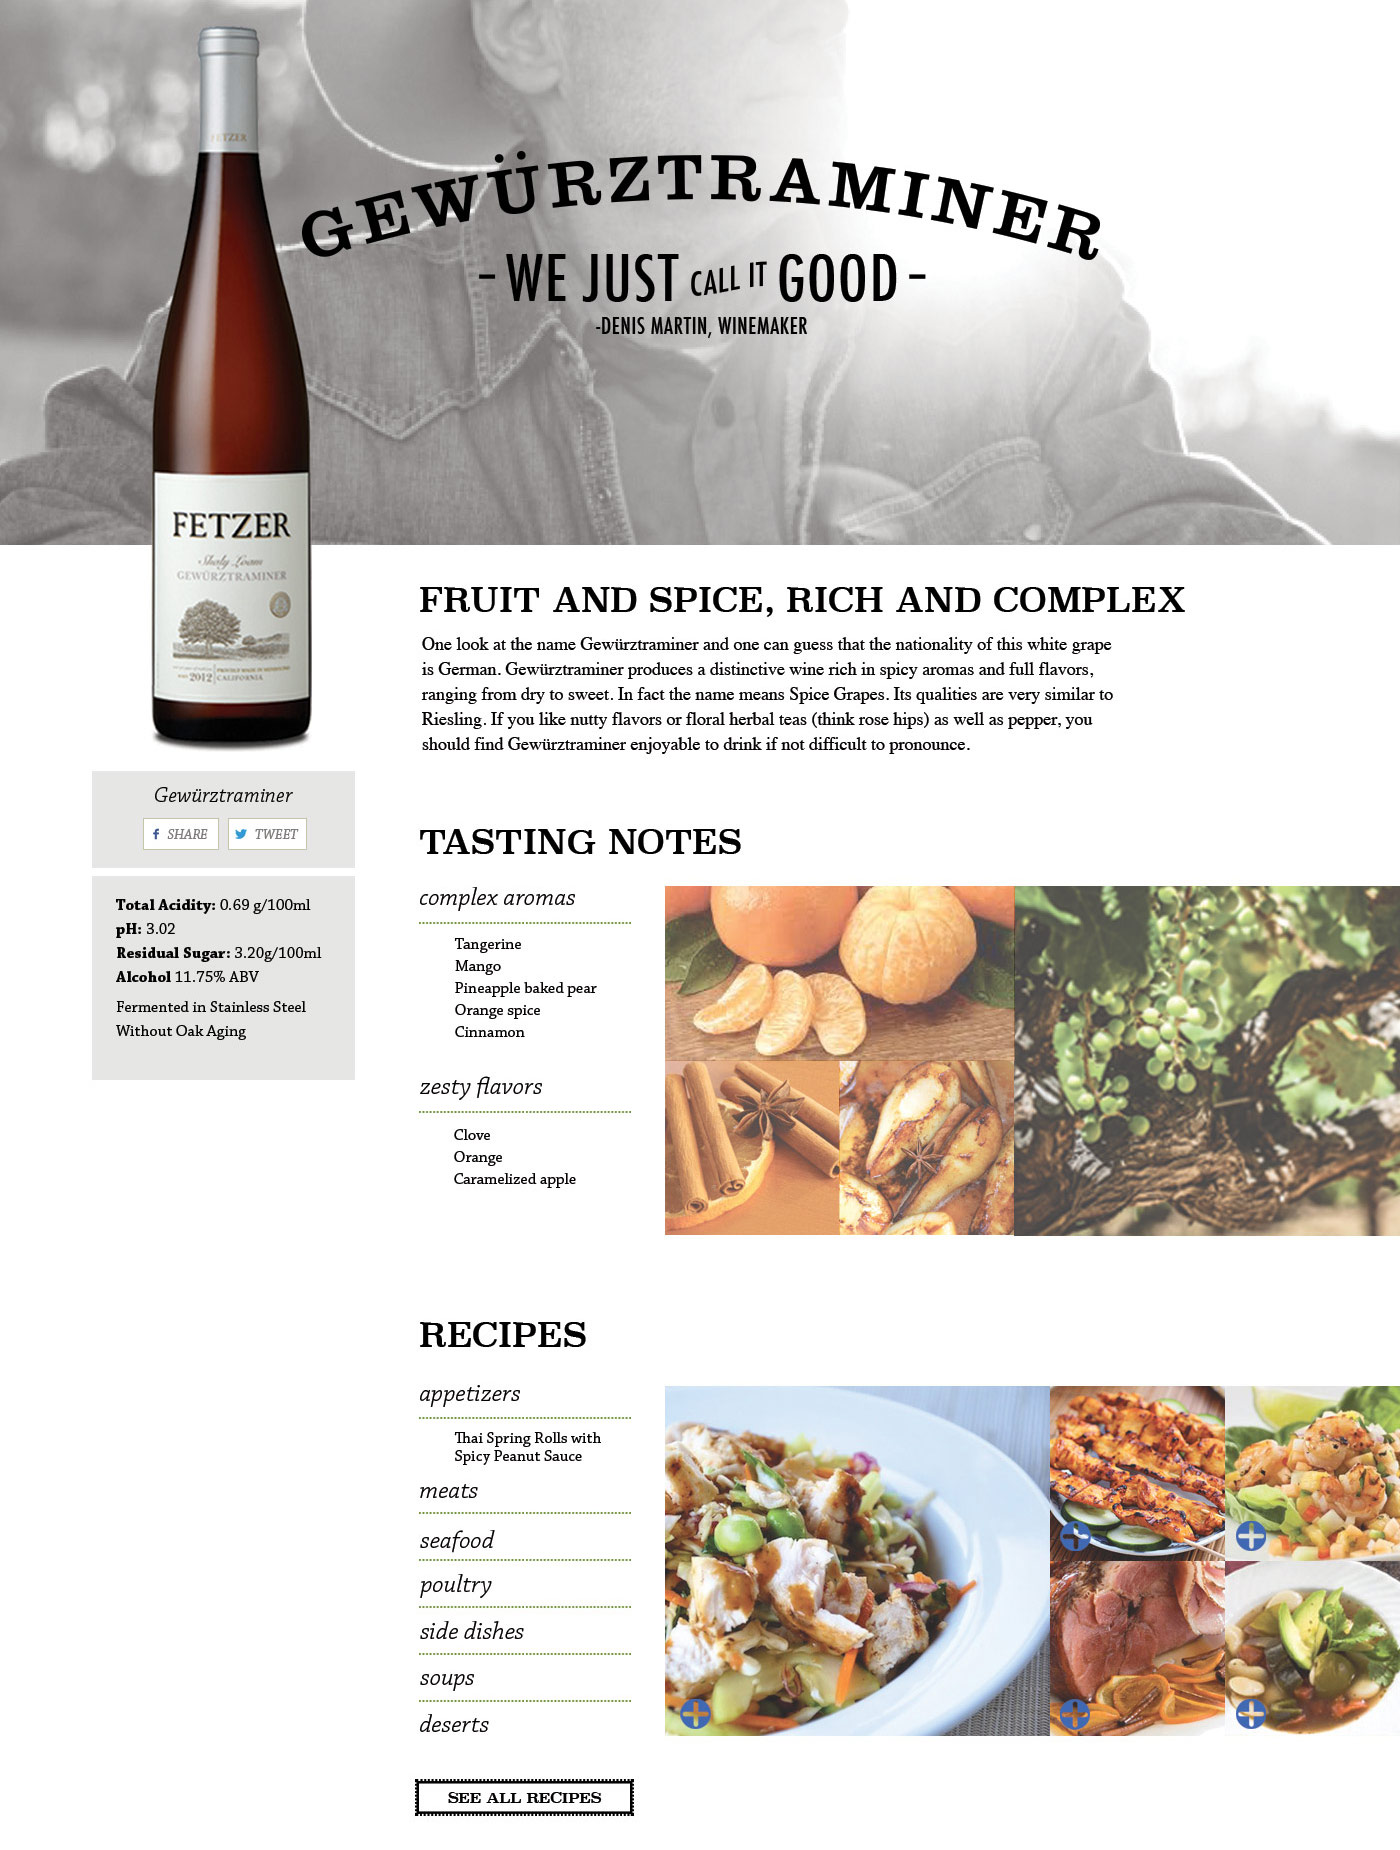 FETZER
GEWÜRZTRAMINER
- WE JUST CALL IT GOOD -
-DENIS MARTIN, WINEMAKER
FETZER
Shaly Loam
GEWÜRZTRAMINER
2012
CALIFORNIA
FRUIT AND SPICE, RICH AND COMPLEX
One look at the name Gewürztraminer and one can guess that the nationality of this white grape
is German. Gewürztraminer produces a distinctive wine rich in spicy aromas and full flavors,
ranging from dry to sweet. In fact the name means Spice Grapes. Its qualities are very similar to
Riesling. If you like nutty flavors or floral herbal teas (think rose hips) as well as pepper, you
should find Gewürztraminer enjoyable to drink if not difficult to pronounce.
Gewürztraminer
SHARE
TWEET
Total Acidity: 0.69 g/100ml
pH: 3.02
Residual Sugar: 3.20g/100ml
Alcohol 11.75% ABV
Fermented in Stainless Steel
Without Oak Aging
TASTING NOTES
complex aromas
Tangerine
Mango
Pineapple baked pear
Orange spice
Cinnamon
zesty flavors
Clove
Orange
Caramelized apple
RECIPES
appetizers
Thai Spring Rolls with
Spicy Peanut Sauce
meats
seafood
poultry
side dishes
soups
deserts
SEE ALL RECIPES